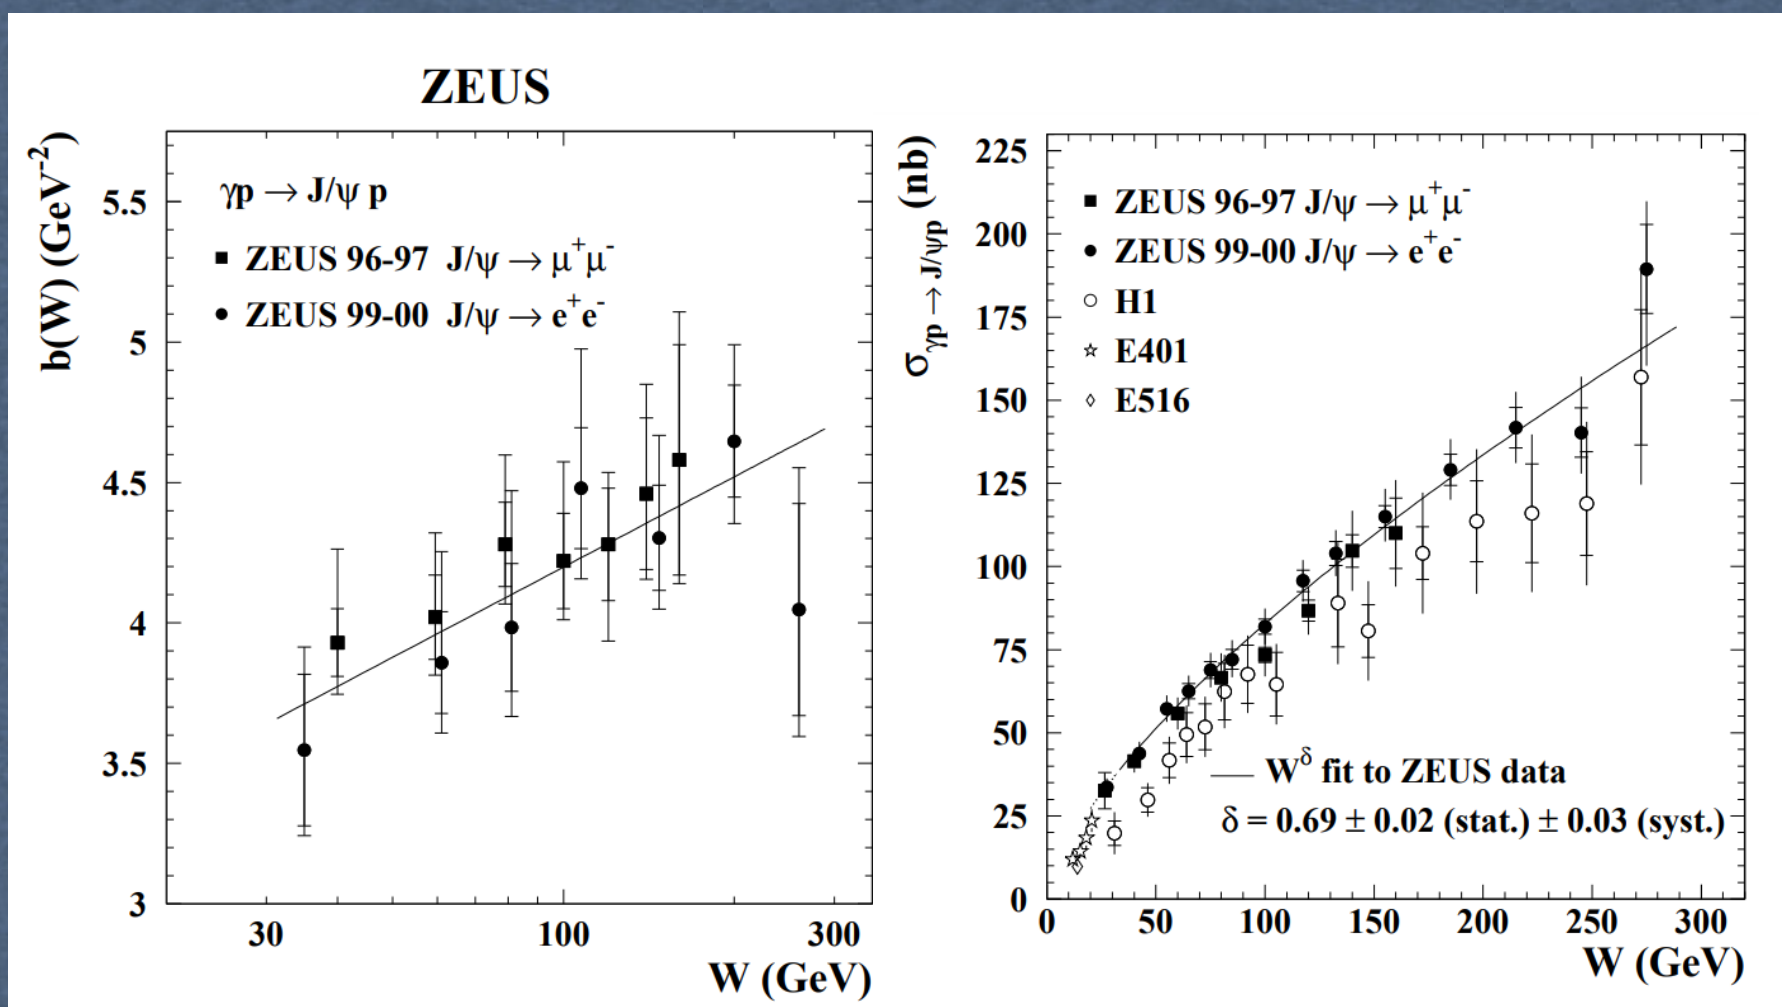 ZEUS
b(W) (GeV⁻²)
γp → J/ψ p
ZEUS 96-97 J/ψ → μ⁺μ⁻
ZEUS 99-00 J/ψ → e⁺e⁻
5.5
5
4.5
4
3.5
3
30 100 300
W (GeV)
σγp → J/ψp (nb)
ZEUS 96-97 J/ψ → μ⁺μ⁻
ZEUS 99-00 J/ψ → e⁺e⁻
H1
E401
E516
W^δ fit to ZEUS data
δ = 0.69 ± 0.02 (stat.) ± 0.03 (syst.)
225
200
175
150
125
100
75
50
25
0
0 50 100 150 200 250 300
W (GeV)